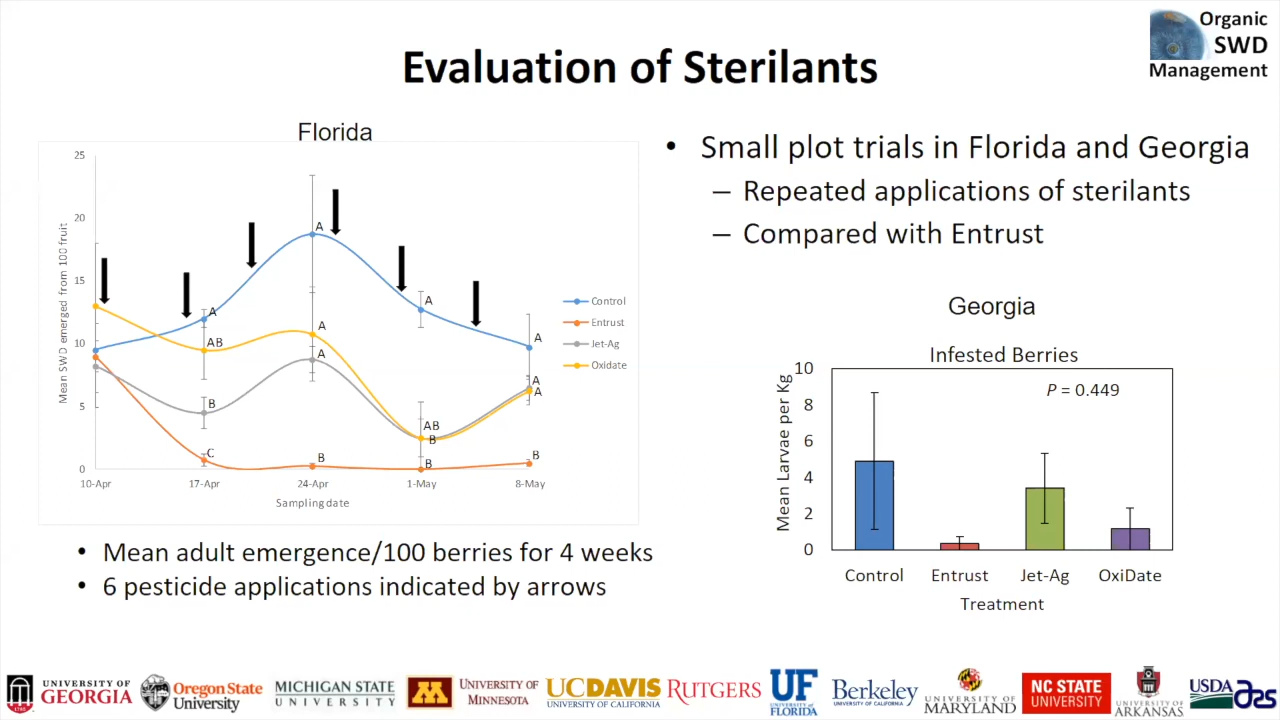 Organic
SWD
Management
Evaluation of Sterilants
Florida
25
20
15
10
5
0
Mean SWD emerged from 100 fruit
A
A
A
A
AB
A
AB
A
B
A
B
A
C
B
B
B
10-Apr
17-Apr
24-Apr
1-May
8-May
Sampling date
Control
Entrust
Jet-Ag
Oxidate
• Mean adult emergence/100 berries for 4 weeks
• 6 pesticide applications indicated by arrows
• Small plot trials in Florida and Georgia
– Repeated applications of sterilants
– Compared with Entrust
Georgia
Infested Berries
P = 0.449
10
8
6
4
2
0
Mean Larvae per Kg
Control
Entrust
Jet-Ag
OxiDate
Treatment
UNIVERSITY OF
GEORGIA
Oregon State
University
MICHIGAN STATE
UNIVERSITY
M
UNIVERSITY OF
MINNESOTA
UCDAVIS
UNIVERSITY OF CALIFORNIA
RUTGERS
UF
UNIVERSITY of
FLORIDA
Berkeley
UNIVERSITY OF CALIFORNIA
UNIVERSITY OF
MARYLAND
NC STATE
UNIVERSITY
UNIVERSITY OF
ARKANSAS
USDA
ars